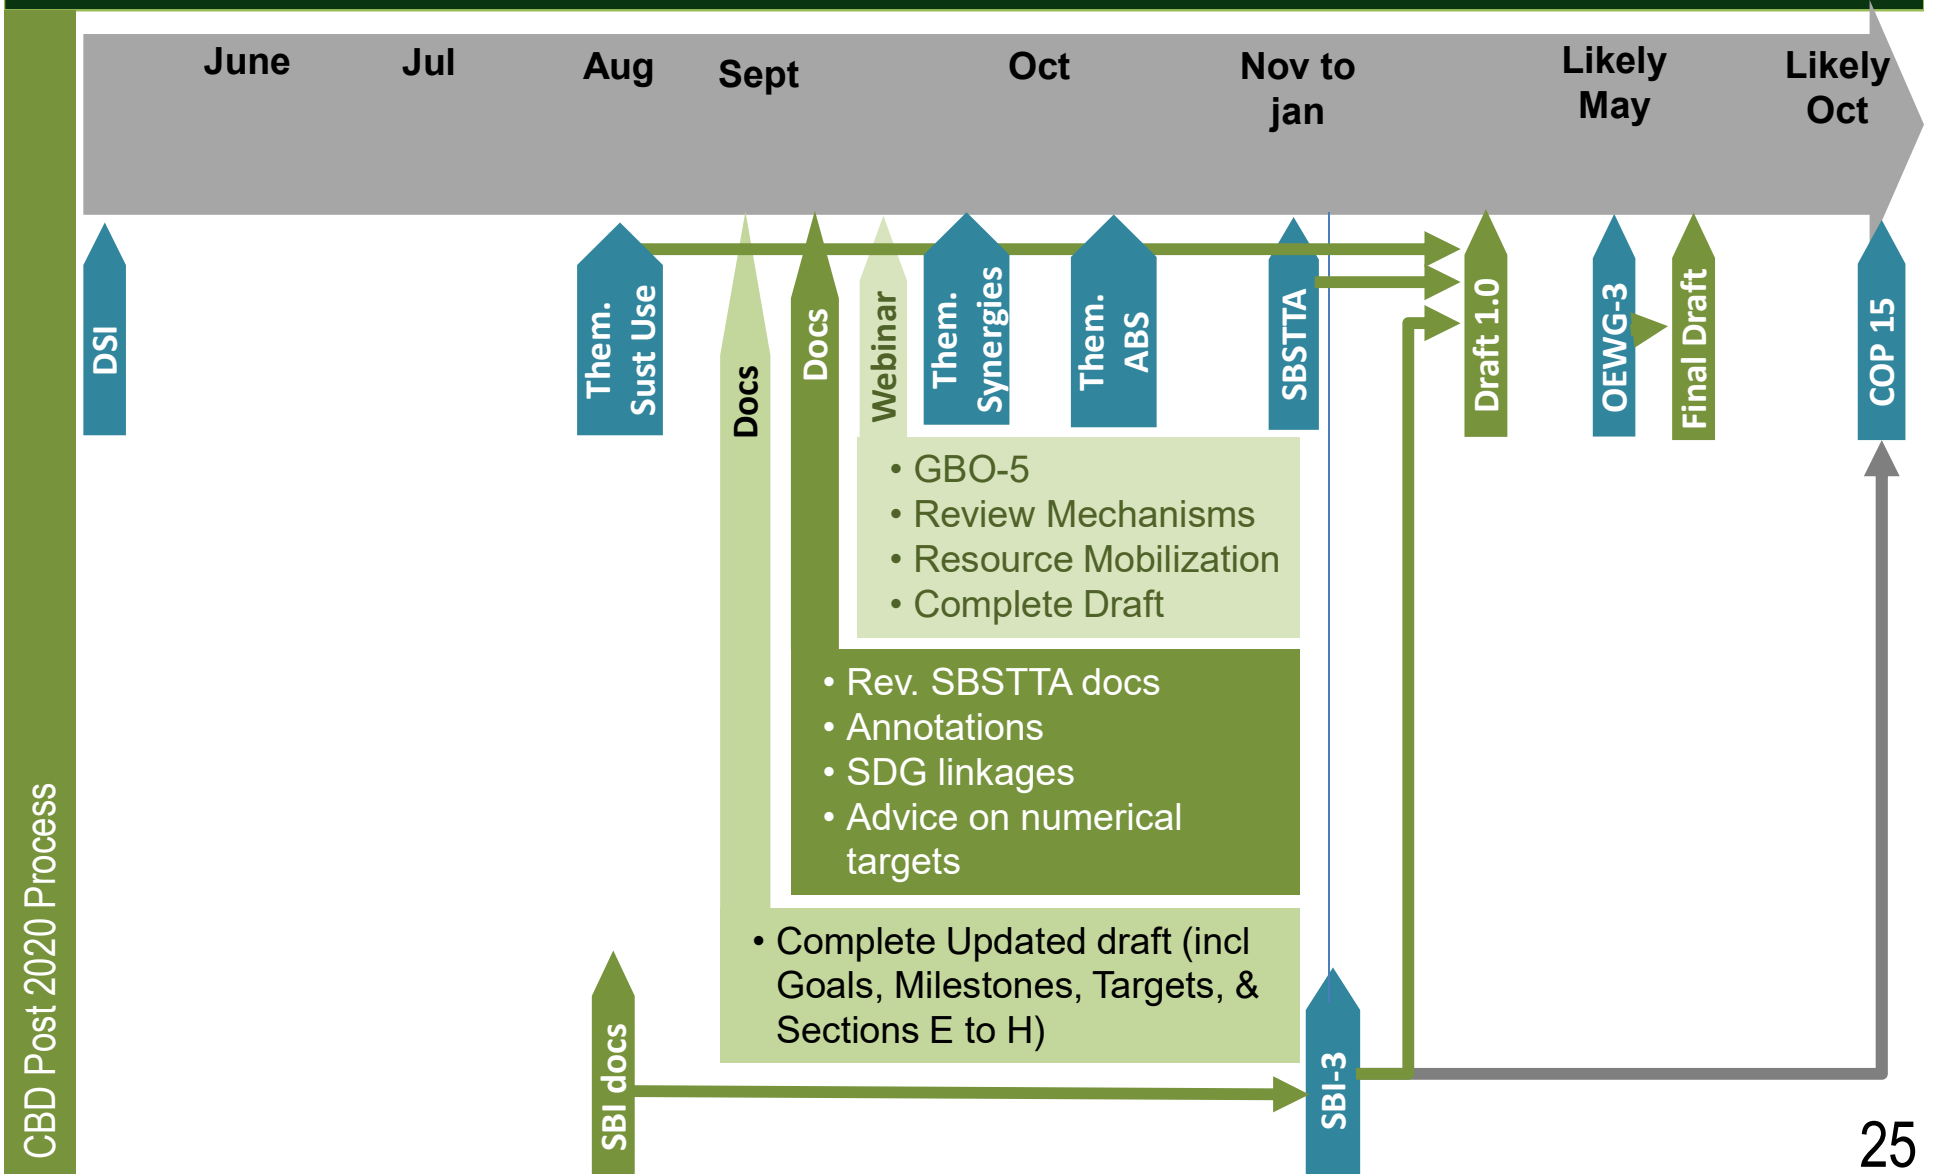 June
Jul
Aug
Sept
Oct
Nov to
jan
Likely
May
Likely
Oct
DSI
Them.
Sust Use
Docs
Docs
Webinar
Them.
Synergies
Them.
ABS
SBSTTA
Draft 1.0
OEWG-3
Final Draft
COP 15
• GBO-5
• Review Mechanisms
• Resource Mobilization
• Complete Draft
• Rev. SBSTTA docs
• Annotations
• SDG linkages
• Advice on numerical
targets
• Complete Updated draft (incl
Goals, Milestones, Targets, &
Sections E to H)
SBI docs
SBI-3
CBD Post 2020 Process
25